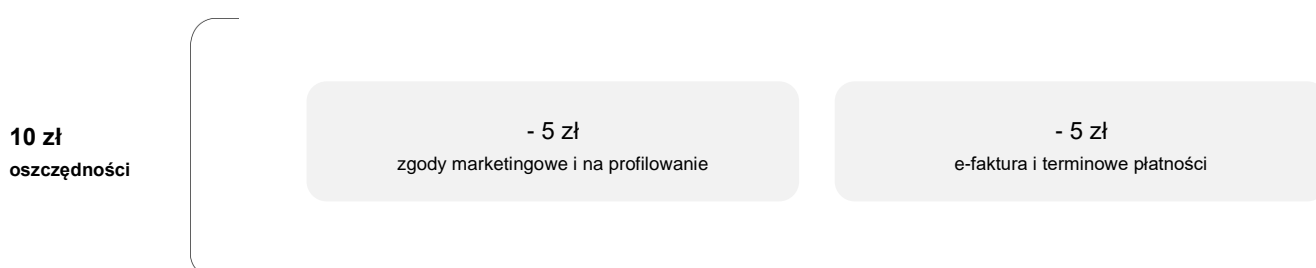 10 zł
oszczędności
- 5 zł
zgody marketingowe i na profilowanie
- 5 zł
e-faktura i terminowe płatności